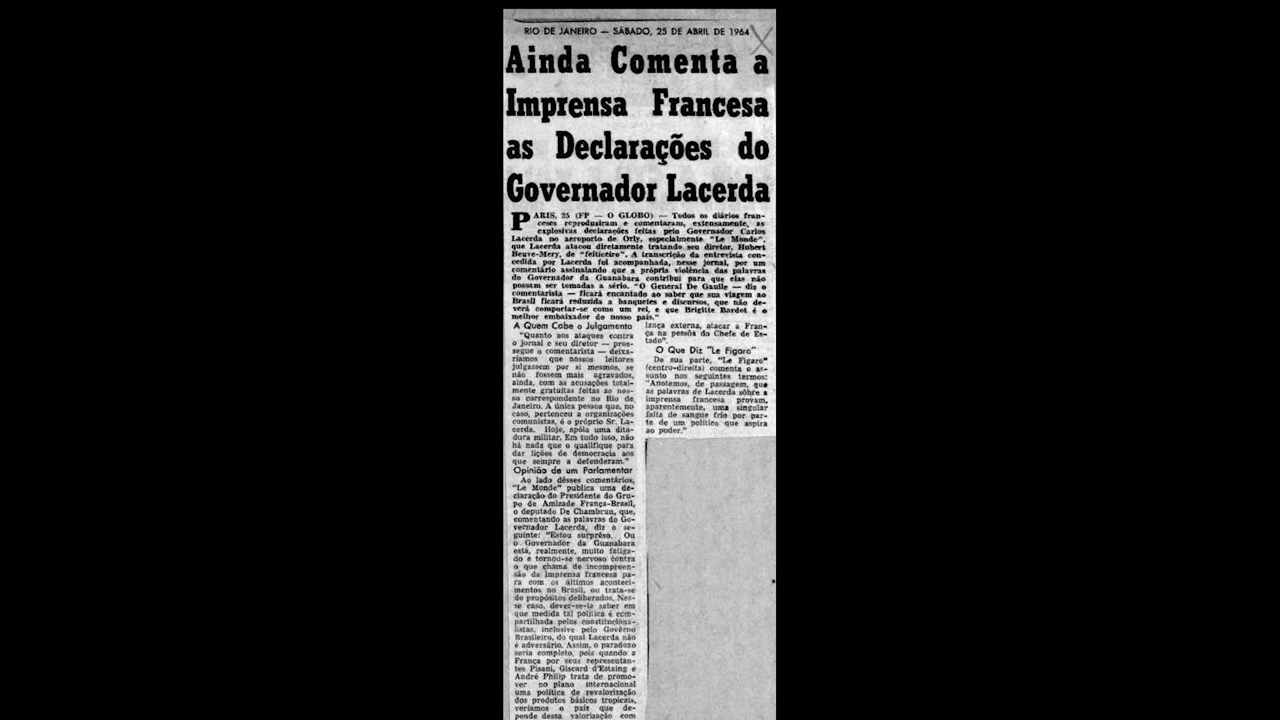 RIO DE JANEIRO — SÁBADO, 25 DE ABRIL DE 1964
Ainda Comenta a
Imprensa Francesa
as Declarações do
Governador Lacerda
PARIS, 25 (FP — O GLOBO) — Todos os diários fran-
ceses reproduziram e comentaram, extensamente, as
explosivas declarações feitas pelo Governador Carlos
Lacerda no aeroporto de Orly, especialmente "Le Monde",
que Lacerda atacou diretamente tratando seu diretor, Hubert
Beuve-Mery, de "feiticeiro". A transcrição da entrevista con-
cedida por Lacerda foi acompanhada, nesse jornal, por um
comentário assinalando que a própria violência das palavras
do Governador da Guanabara contribui para que elas não
possam ser tomadas a sério. "O General De Gaulle — diz o
comentarista — ficará encantado ao saber que sua viagem ao
Brasil ficará reduzida a banquetes e discursos, que não de-
verá comportar-se como um rei, e que Brigitte Bardot é o
melhor embaixador do nosso país."
A Quem Cabe o Julgamento
"Quanto aos ataques contra
o jornal e seu diretor — pros-
segue o comentarista — deixa-
ríamos que nossos leitores
julgassem por si mesmos, se
não fossem mais agravados,
ainda, com as acusações total-
mente gratuitas feitas ao nos-
so correspondente no Rio de
Janeiro. A única pessoa que, no
caso, pertenceu a organizações
comunistas, é o próprio Sr. La-
cerda. Hoje, apóia uma dita-
dura militar. Em tudo isso, não
há nada que o qualifique para
dar lições de democracia aos
que sempre a defenderam."
Opinião de um Parlamentar
Ao lado dêsses comentários,
"Le Monde" publica uma de-
claração do Presidente do Gru-
po de Amizade França-Brasil,
o deputado De Chambrun, que,
comentando as palavras do Go-
vernador Lacerda, diz o se-
guinte: "Estou surprêso. Ou
o Governador da Guanabara
está, realmente, muito fatiga-
do e tornou-se nervoso contra
o que chama de incompreen-
são da imprensa francesa pa-
ra com os últimos aconteci-
mentos no Brasil, ou trata-se
de propósitos deliberados. Nes-
se caso, dever-se-ia saber em
que medida tal política é com-
partilhada pelos constituciona-
listas, inclusive pelo Govêrno
Brasileiro, do qual Lacerda não
é adversário. Assim, o paradoxo
seria completo, pois quando a
França por seus representan-
tes Pisani, Giscard d'Estaing e
André Philip trata de promo-
ver no plano internacional
uma política de revalorização
dos produtos básicos tropicais,
veríamos o país que de-
pende dessa valorização com
lança externa, atacar a Fran-
ça na pessoa do Chefe de Es-
tado".
O Que Diz "Le Figaro"
De sua parte, "Le Figaro"
(centro-direita) comenta o as-
sunto nos seguintes termos:
"Anotemos, de passagem, que
as palavras de Lacerda sôbre a
imprensa francesa provam,
aparentemente, uma singular
falta de sangue frio por par-
te de um político que aspira
ao poder."